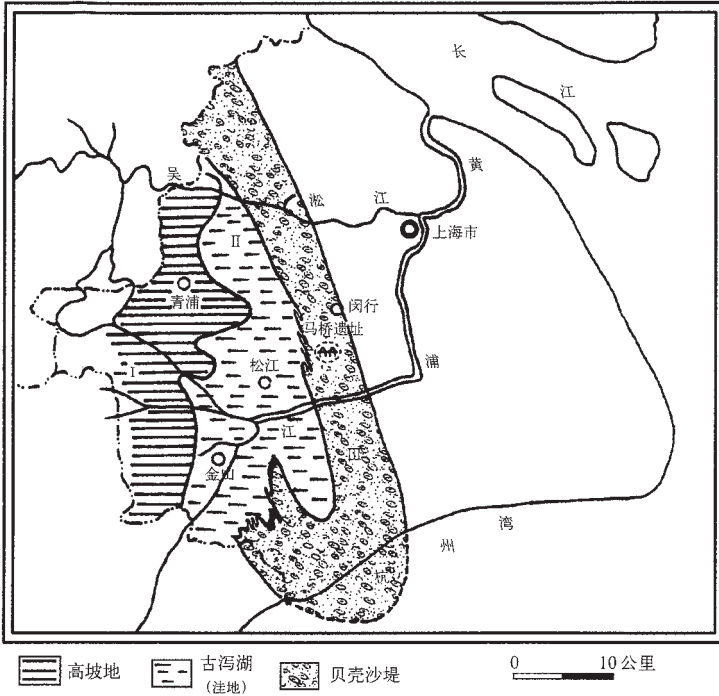 长
江
吴
淞
江
黄
上海市
II
青浦
闵行
马桥遗址
I
松江
浦
江
III
金山
湾
州
杭
高坡地
古泻湖
(洼地)
贝壳沙堤
0 10公里